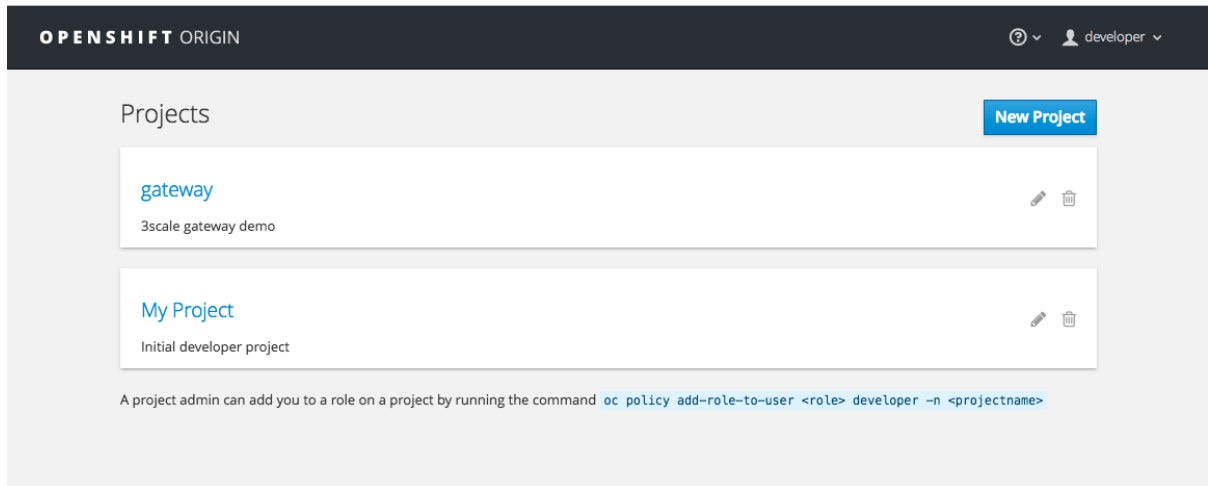 OPENSHIFT ORIGIN
developer
Projects
New Project
gateway
3scale gateway demo
My Project
Initial developer project
A project admin can add you to a role on a project by running the command oc policy add-role-to-user <role> developer -n <projectname>